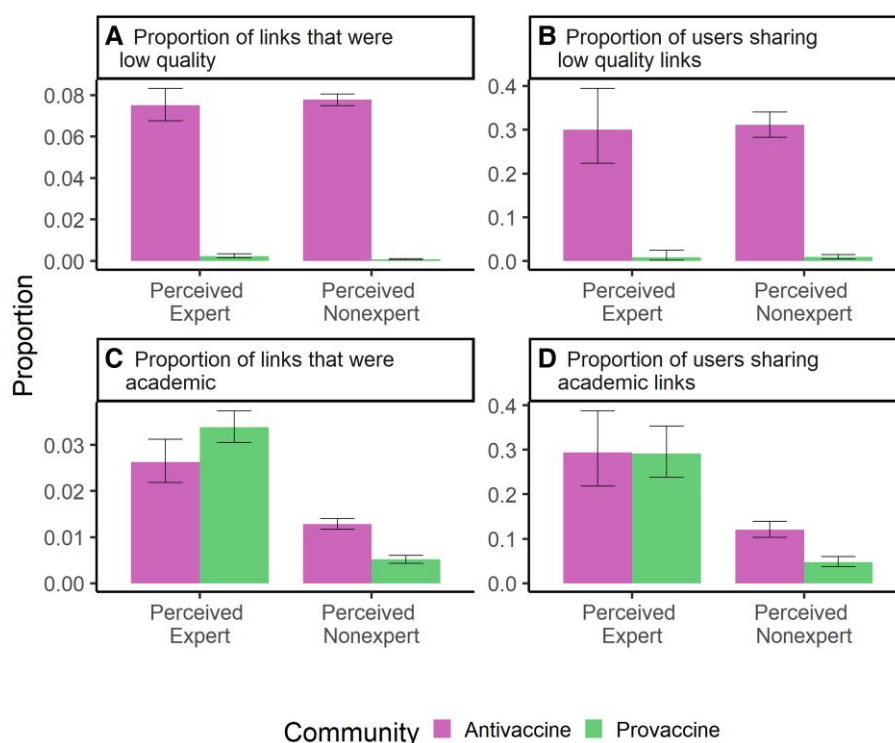 A Proportion of links that were
low quality
B Proportion of users sharing
low quality links
0.08
0.06
0.04
0.02
0.00
0.4
0.3
0.2
0.1
0.0
Perceived
Expert
Perceived
Nonexpert
Perceived
Expert
Perceived
Nonexpert
Proportion
C Proportion of links that were
academic
D Proportion of users sharing
academic links
0.03
0.02
0.01
0.00
0.4
0.3
0.2
0.1
0.0
Perceived
Expert
Perceived
Nonexpert
Perceived
Expert
Perceived
Nonexpert
Community Antivaccine Provaccine